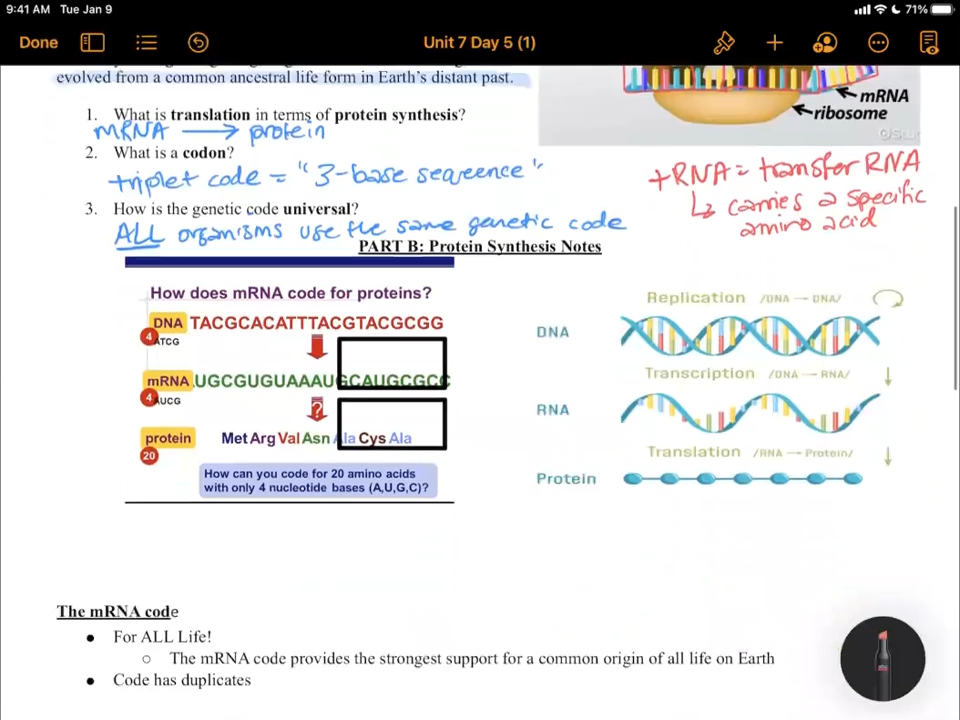 9:41 AM Tue Jan 9
71%
Done
Unit 7 Day 5 (1)
evolved from a common ancestral life form in Earth's distant past.
mRNA
ribosome
1. What is translation in terms of protein synthesis?
mRNA → protein
2. What is a codon?
triplet code = "3-base sequence"
tRNA = transfer RNA
↳ carries a specific
amino acid
3. How is the genetic code universal?
ALL organisms use the same genetic code
PART B: Protein Synthesis Notes
How does mRNA code for proteins?
DNA TACGCACATTTACGTACGCGG
4 ATCG
mRNA UGCGUGUAAAUGCAUGCGCC
4 AUCG
?
protein Met Arg Val Asn Ala Cys Ala
20
How can you code for 20 amino acids
with only 4 nucleotide bases (A,U,G,C)?
Replication /DNA → DNA/
DNA
Transcription /DNA → RNA/
RNA
Translation /RNA → Protein/
Protein
The mRNA code
● For ALL Life!
○ The mRNA code provides the strongest support for a common origin of all life on Earth
● Code has duplicates